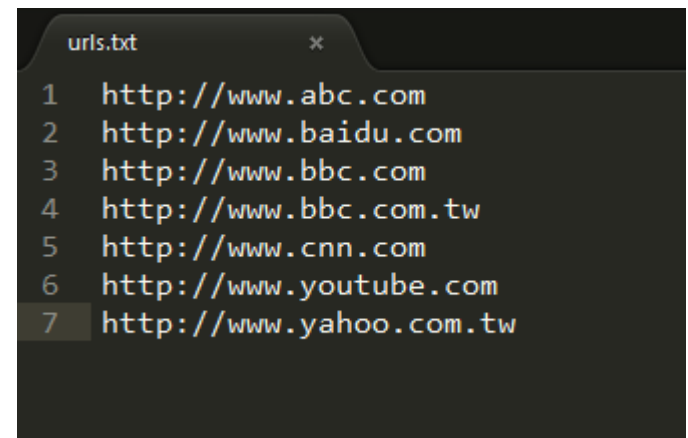 urls.txt ×
1 http://www.abc.com
2 http://www.baidu.com
3 http://www.bbc.com
4 http://www.bbc.com.tw
5 http://www.cnn.com
6 http://www.youtube.com
7 http://www.yahoo.com.tw